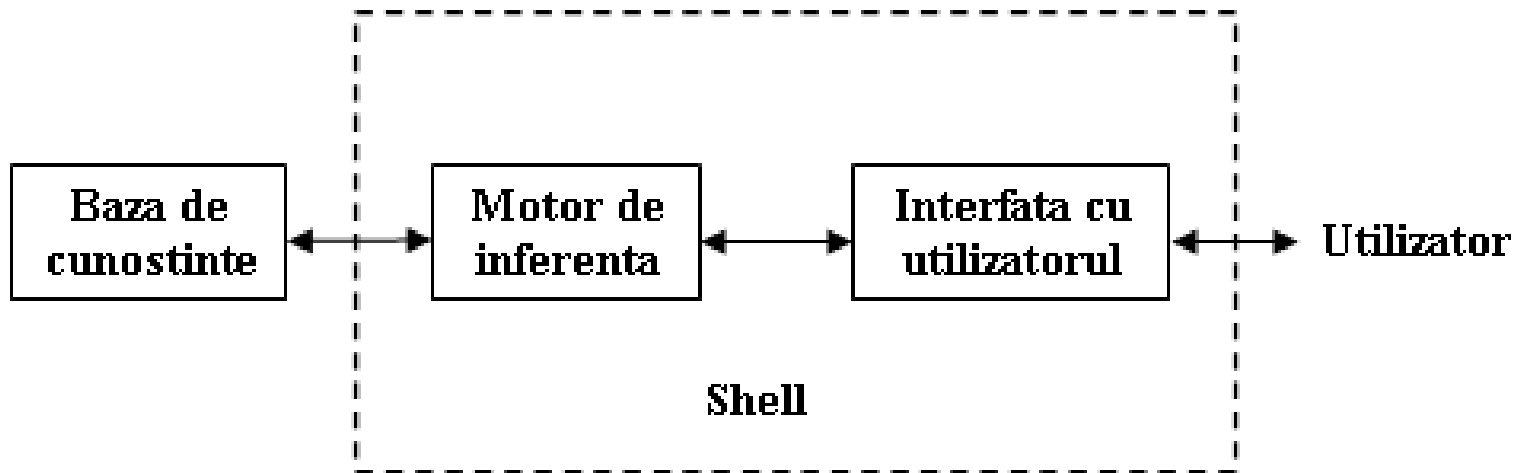 Baza de
cunostinte
Motor de
inferenta
Interfata cu
utilizatorul
Utilizator
Shell